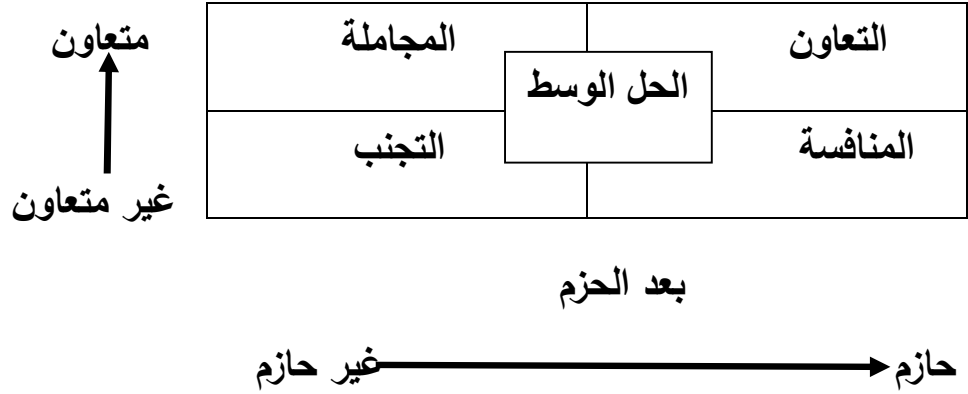 متعاون
غير متعاون
التعاون
المجاملة
الحل الوسط
المنافسة
التجنب
بعد الحزم
حازم
غير حازم